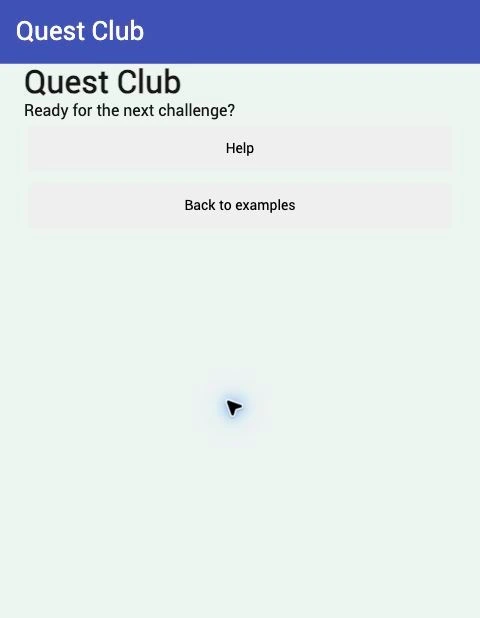 Quest Club
Quest Club
Ready for the next challenge?
Help
Back to examples